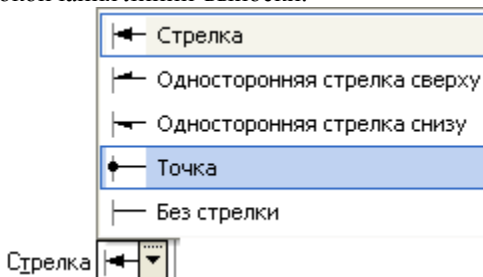 Стрелка
Односторонняя стрелка сверху
Односторонняя стрелка снизу
Точка
Без стрелки
Стрелка